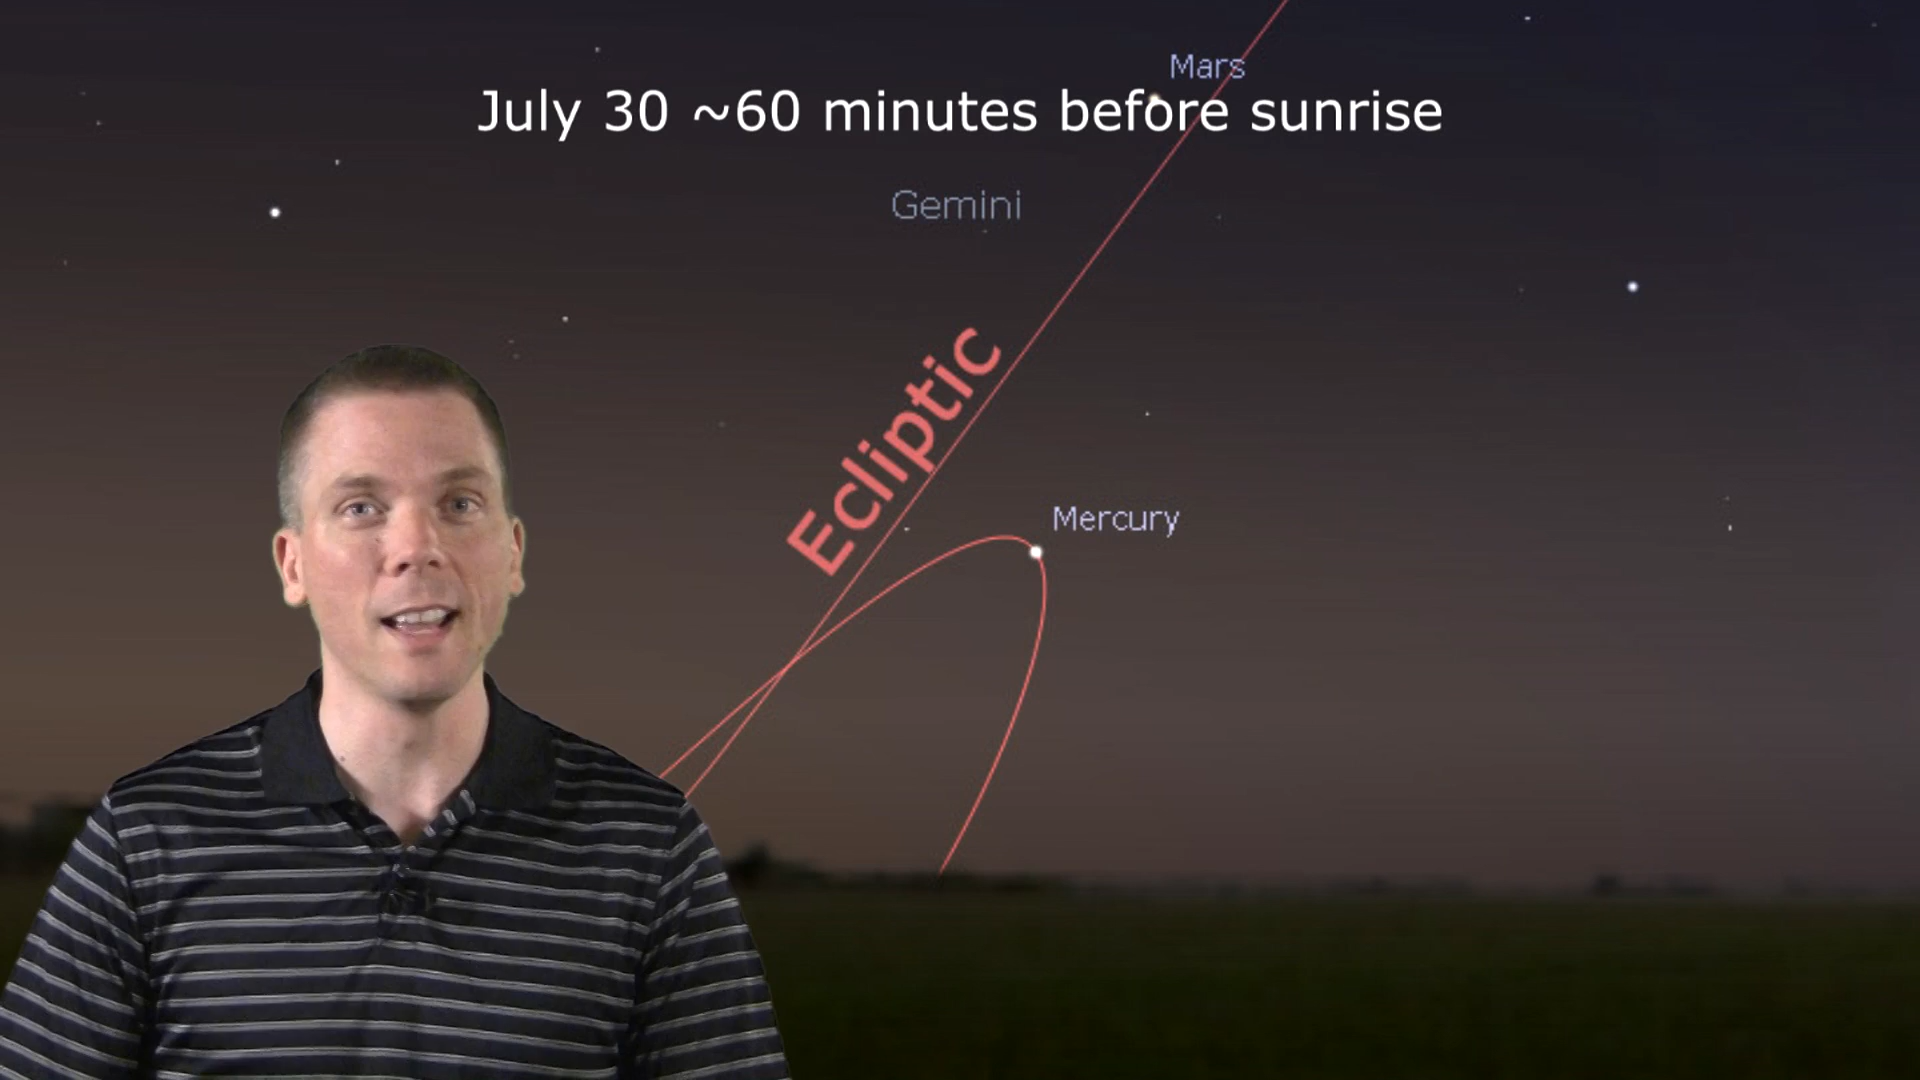 Mars
July 30 ~60 minutes before sunrise
Gemini
Ecliptic
Mercury